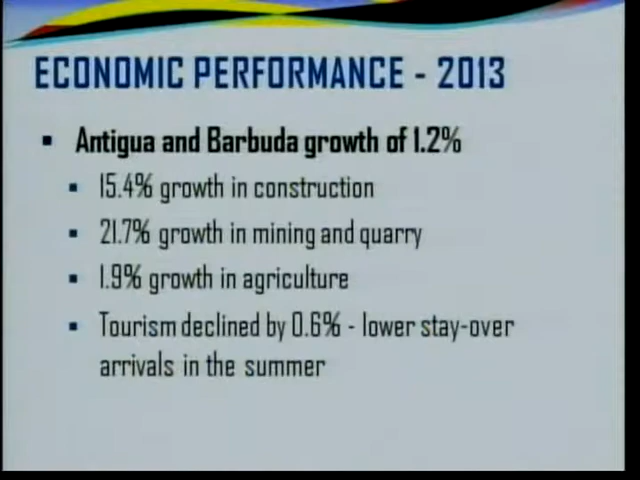 ECONOMIC PERFORMANCE - 2013
▪ Antigua and Barbuda growth of 1.2%
▪ 15.4% growth in construction
▪ 21.7% growth in mining and quarry
▪ 1.9% growth in agriculture
▪ Tourism declined by 0.6% - lower stay-over
arrivals in the summer